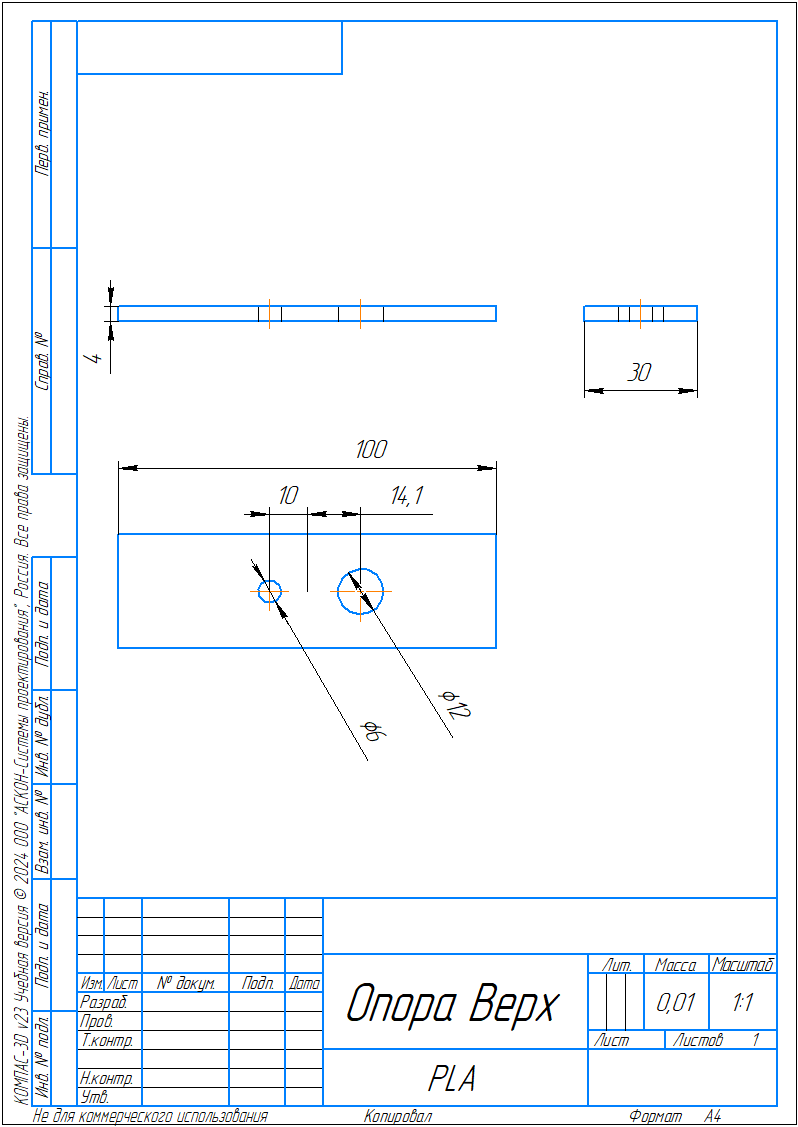 Перв. примен.
Справ. №
Подп. и дата
Инв. № дубл.
Взам. инв. №
Подп. и дата
Инв. № подл.
КОМПАС-3D v23 Учебная версия © 2024 ООО "АСКОН-Системы проектирования", Россия. Все права защищены.
4
30
100
10
14,1
ϕ6
ϕ12
Изм. Лист № докум. Подп. Дата
Разраб.
Пров.
Т.контр.
Н.контр.
Утв.
Опора Верх
PLA
Лит. Масса Масштаб
0,01 1:1
Лист Листов 1
Не для коммерческого использования Копировал Формат A4